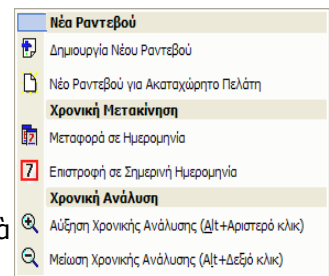 Νέα Ραντεβού
Δημιουργία Νέου Ραντεβού
Νέο Ραντεβού για Ακαταχώρητο Πελάτη
Χρονική Μετακίνηση
Μεταφορά σε Ημερομηνία
7 Επιστροφή σε Σημερινή Ημερομηνία
Χρονική Ανάλυση
Αύξηση Χρονικής Ανάλυσης (Alt+Αριστερό κλικ)
Μείωση Χρονικής Ανάλυσης (Alt+Δεξιό κλικ)